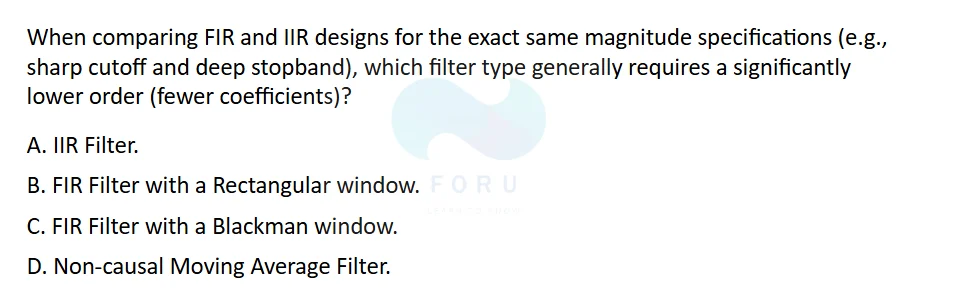 When comparing FIR and IIR designs for the exact same magnitude specifications (e.g.,
sharp cutoff and deep stopband), which filter type generally requires a significantly
lower order (fewer coefficients)?
A. IIR Filter.
B. FIR Filter with a Rectangular window.
FORU
C. FIR Filter with a Blackman window.
D. Non-causal Moving Average Filter.